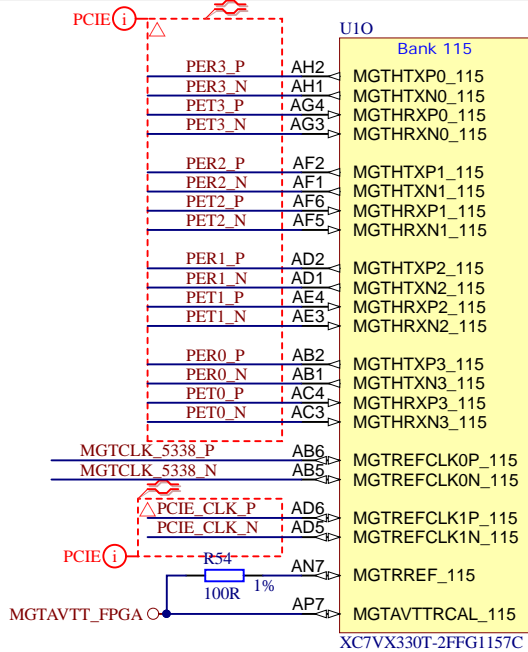 PCIE i
U1O
Bank 115
PER3_P AH2 MGTHTXP0_115
PER3_N AH1 MGTHTXN0_115
PET3_P AG4 MGTHRXP0_115
PET3_N AG3 MGTHRXN0_115
PER2_P AF2 MGTHTXP1_115
PER2_N AF1 MGTHTXN1_115
PET2_P AF6 MGTHRXP1_115
PET2_N AF5 MGTHRXN1_115
PER1_P AD2 MGTHTXP2_115
PER1_N AD1 MGTHTXN2_115
PET1_P AE4 MGTHRXP2_115
PET1_N AE3 MGTHRXN2_115
PER0_P AB2 MGTHTXP3_115
PER0_N AB1 MGTHTXN3_115
PET0_P AC4 MGTHRXP3_115
PET0_N AC3 MGTHRXN3_115
MGTCLK_5338_P AB6 MGTREFCLK0P_115
MGTCLK_5338_N AB5 MGTREFCLK0N_115
PCIE_CLK_P AD6 MGTREFCLK1P_115
PCIE_CLK_N AD5 MGTREFCLK1N_115
PCIE i
R54 AN7 MGTRREF_115
100R 1%
MGTAVTT_FPGA AP7 MGTAVTTRCAL_115
XC7VX330T-2FFG1157C